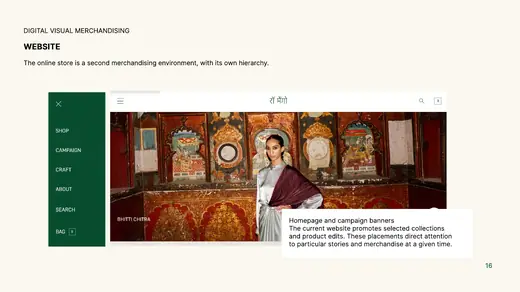 DIGITAL VISUAL MERCHANDISING
WEBSITE
The online store is a second merchandising environment, with its own hierarchy.
रॉ मैंगो
SHOP
CAMPAIGN
CRAFT
ABOUT
SEARCH
BAG
BHITTI CHITRA
Homepage and campaign banners
The current website promotes selected collections
and product edits. These placements direct attention
to particular stories and merchandise at a given time.
16